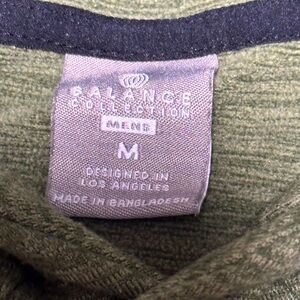 BALANCE
COLLECTION
MENS
M
DESIGNED IN
LOS ANGELES
MADE IN BANGLADESH